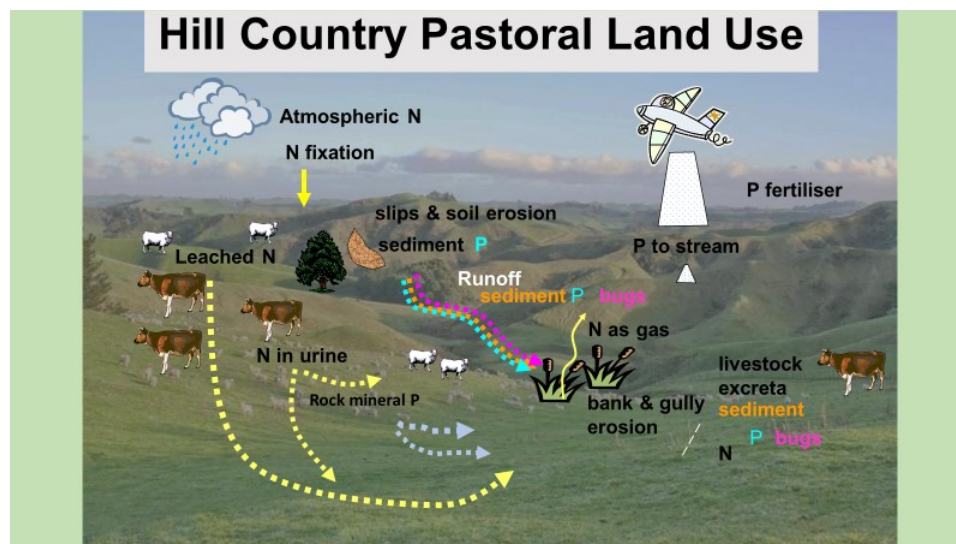 Hill Country Pastoral Land Use
Atmospheric N
N fixation
P fertiliser
slips & soil erosion
sediment P
P to stream
Leached N
Runoff
sediment P bugs
N as gas
N in urine
Rock mineral P
bank & gully
erosion
livestock
excreta
sediment
P bugs
N